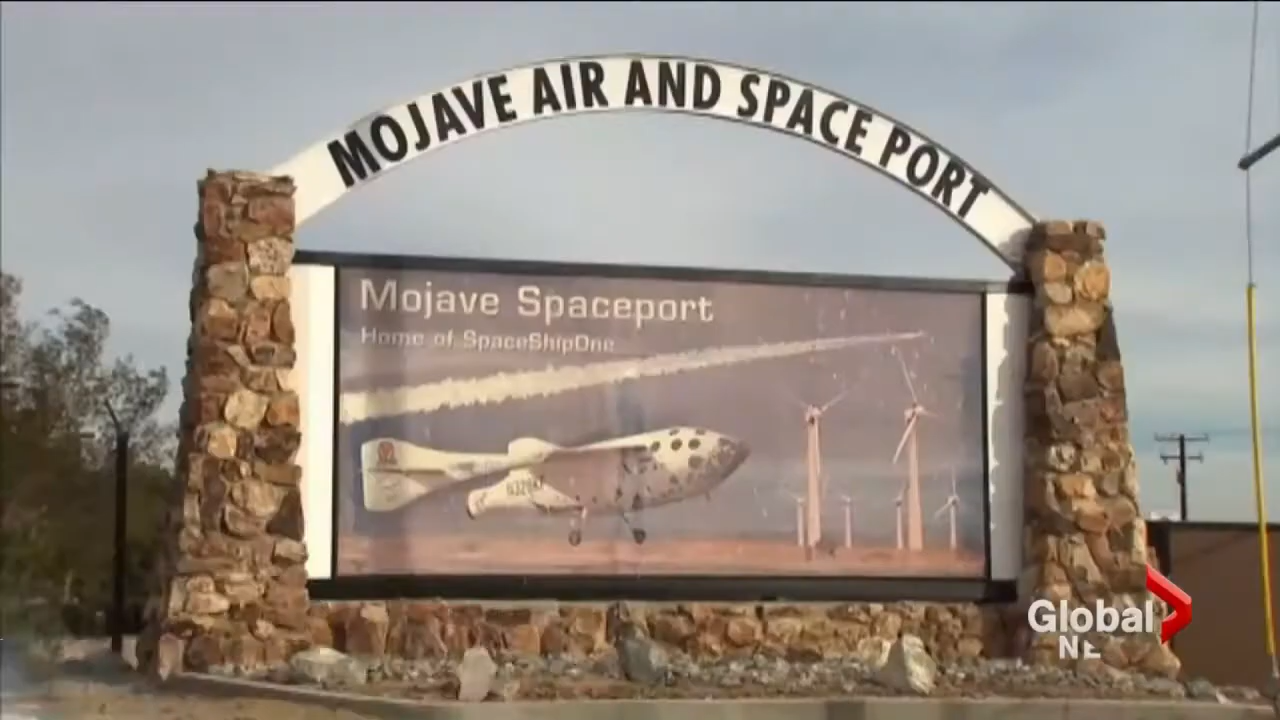 MOJAVE AIR AND SPACE PORT
Mojave Spaceport
Home of SpaceShipOne
Global
NE